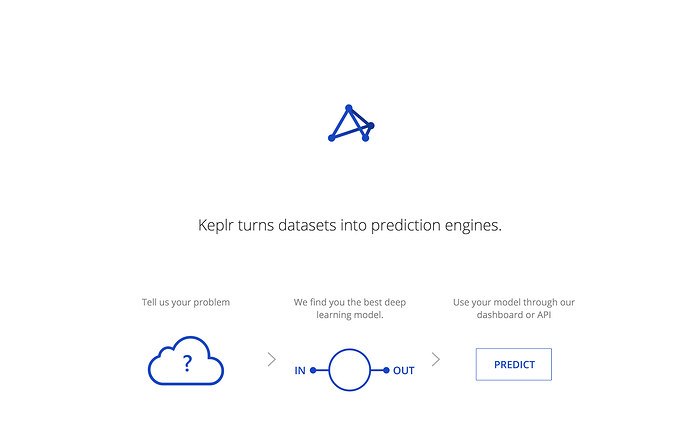 Keplr turns datasets into prediction engines.
Tell us your problem
?
We find you the best deep
learning model.
IN
OUT
Use your model through our
dashboard or API
PREDICT